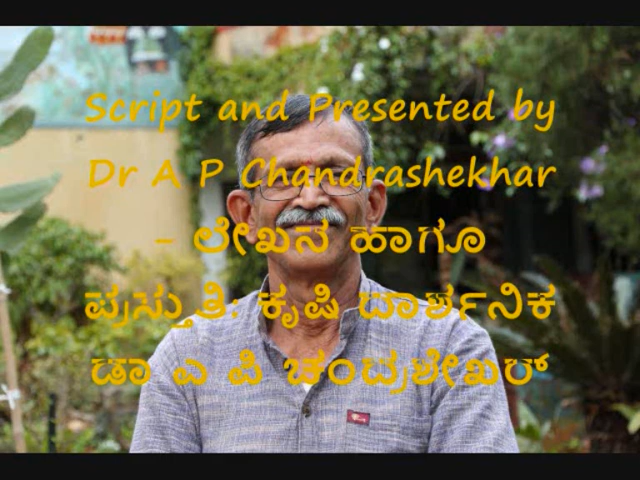 Script and Presented by
Dr A P Chandrashekhar
- ಲೇಖನ ಹಾಗೂ
ಪ್ರಸ್ತುತಿ: ಕೃಷಿ ದಾರ್ಶನಿಕ
ಡಾ ಎ ಪಿ ಚಂದ್ರಶೇಖರ್